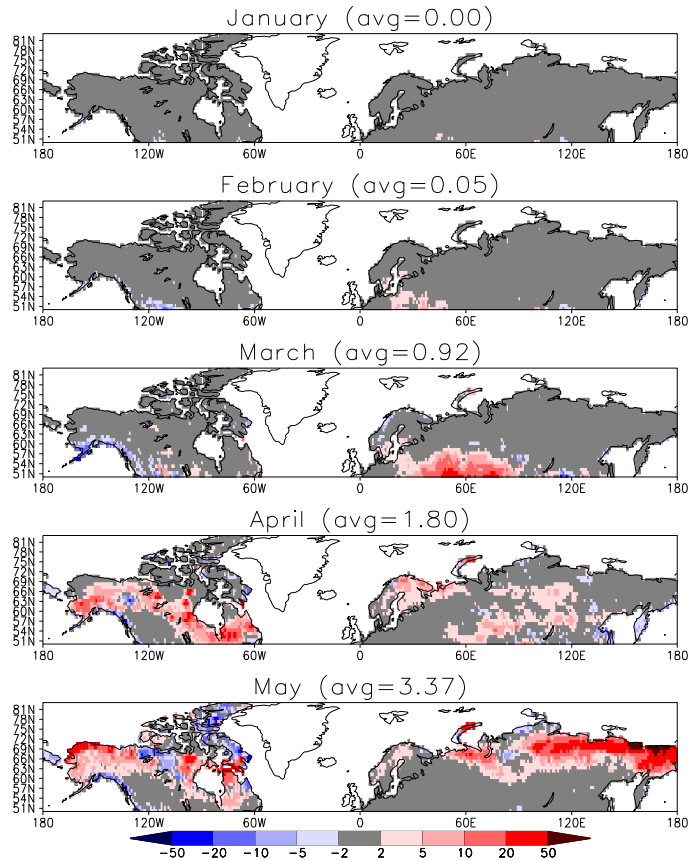 January (avg=0.00)
81N
78N
75N
72N
69N
66N
63N
60N
57N
54N
51N
180 120W 60W 0 60E 120E 180
February (avg=0.05)
81N
78N
75N
72N
69N
66N
63N
60N
57N
54N
51N
180 120W 60W 0 60E 120E 180
March (avg=0.92)
81N
78N
75N
72N
69N
66N
63N
60N
57N
54N
51N
180 120W 60W 0 60E 120E 180
April (avg=1.80)
81N
78N
75N
72N
69N
66N
63N
60N
57N
54N
51N
180 120W 60W 0 60E 120E 180
May (avg=3.37)
81N
78N
75N
72N
69N
66N
63N
60N
57N
54N
51N
180 120W 60W 0 60E 120E 180
−50 −20 −10 −5 −2 2 5 10 20 50